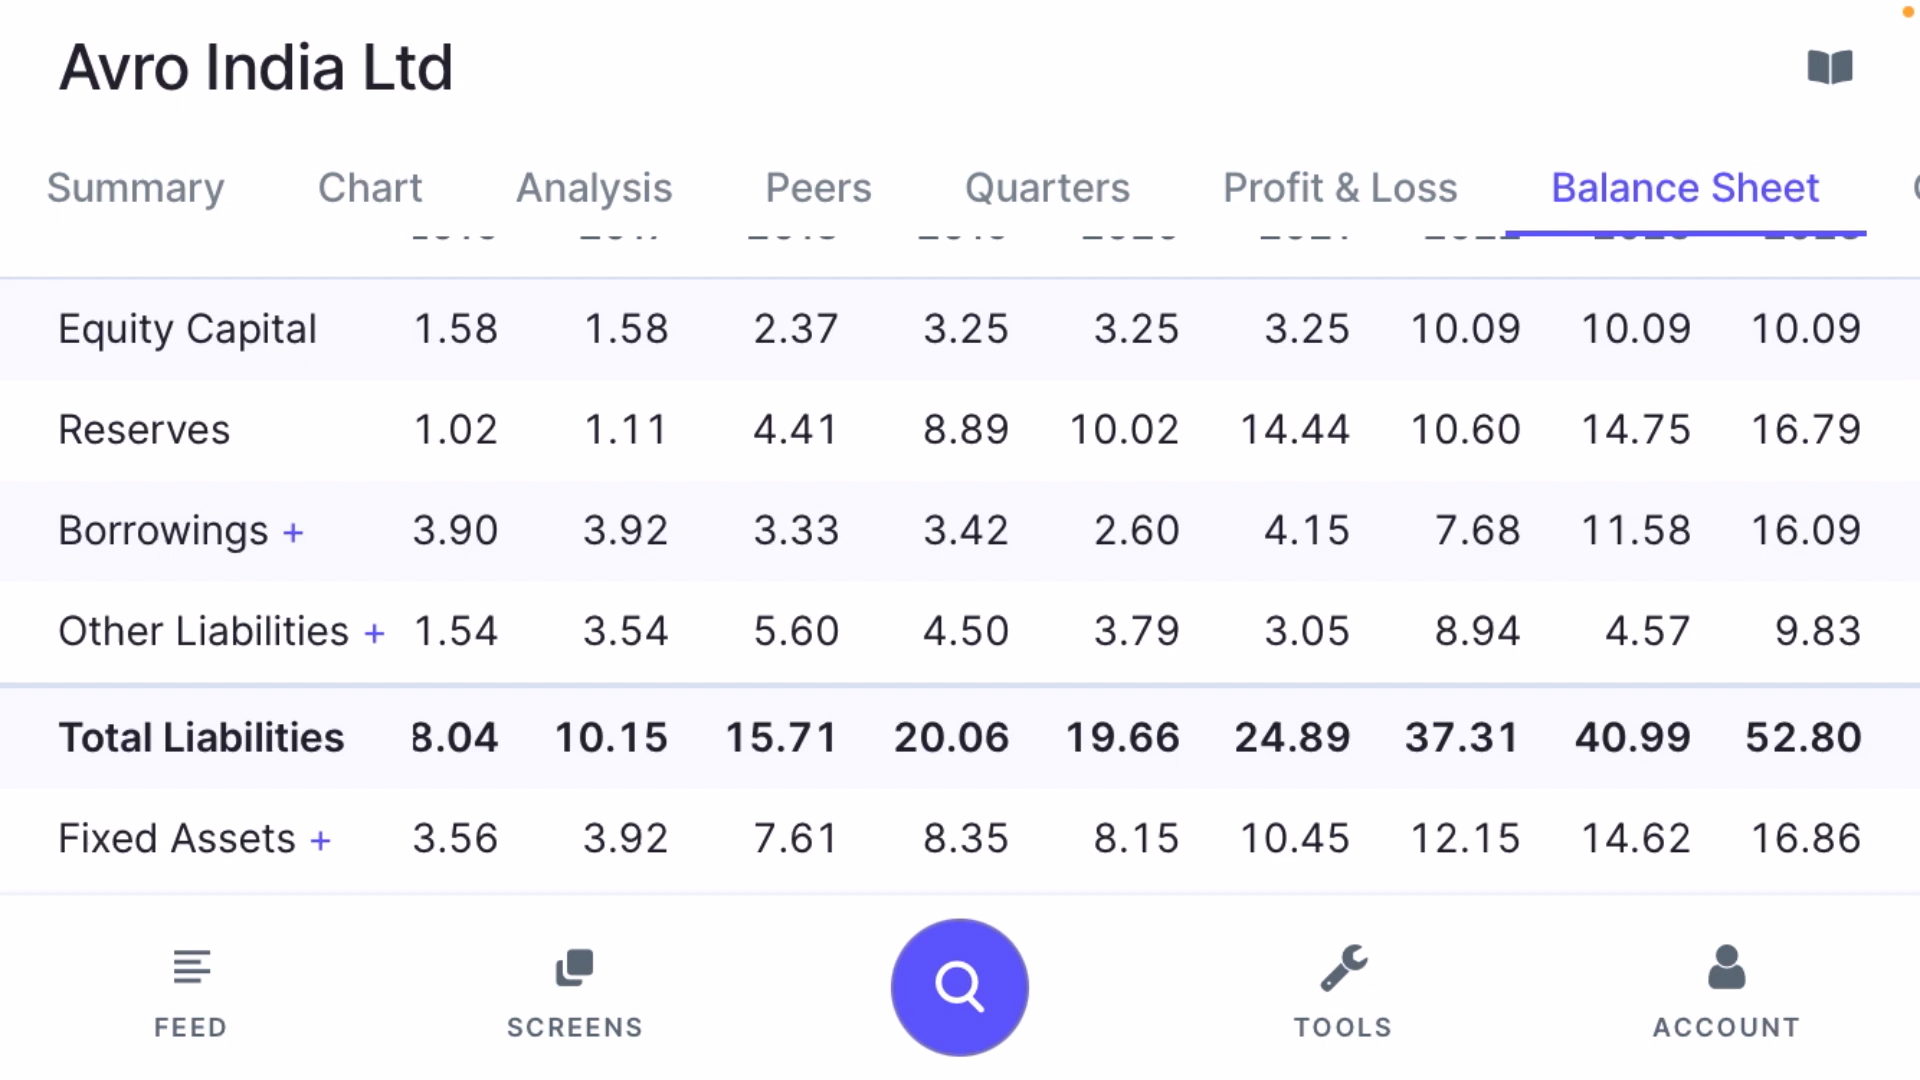 Avro India Ltd
Summary Chart Analysis Peers Quarters Profit & Loss Balance Sheet
Equity Capital 1.58 1.58 2.37 3.25 3.25 3.25 10.09 10.09 10.09
Reserves 1.02 1.11 4.41 8.89 10.02 14.44 10.60 14.75 16.79
Borrowings + 3.90 3.92 3.33 3.42 2.60 4.15 7.68 11.58 16.09
Other Liabilities + 1.54 3.54 5.60 4.50 3.79 3.05 8.94 4.57 9.83
Total Liabilities 8.04 10.15 15.71 20.06 19.66 24.89 37.31 40.99 52.80
Fixed Assets + 3.56 3.92 7.61 8.35 8.15 10.45 12.15 14.62 16.86
FEED SCREENS TOOLS ACCOUNT